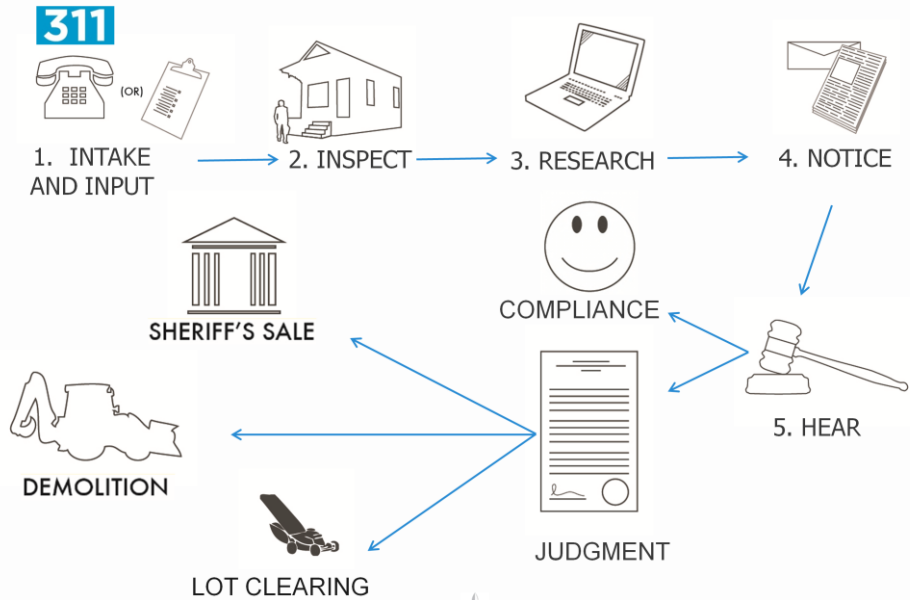 311
(OR)
1. INTAKE
AND INPUT
2. INSPECT
3. RESEARCH
4. NOTICE
COMPLIANCE
SHERIFF'S SALE
5. HEAR
DEMOLITION
JUDGMENT
LOT CLEARING